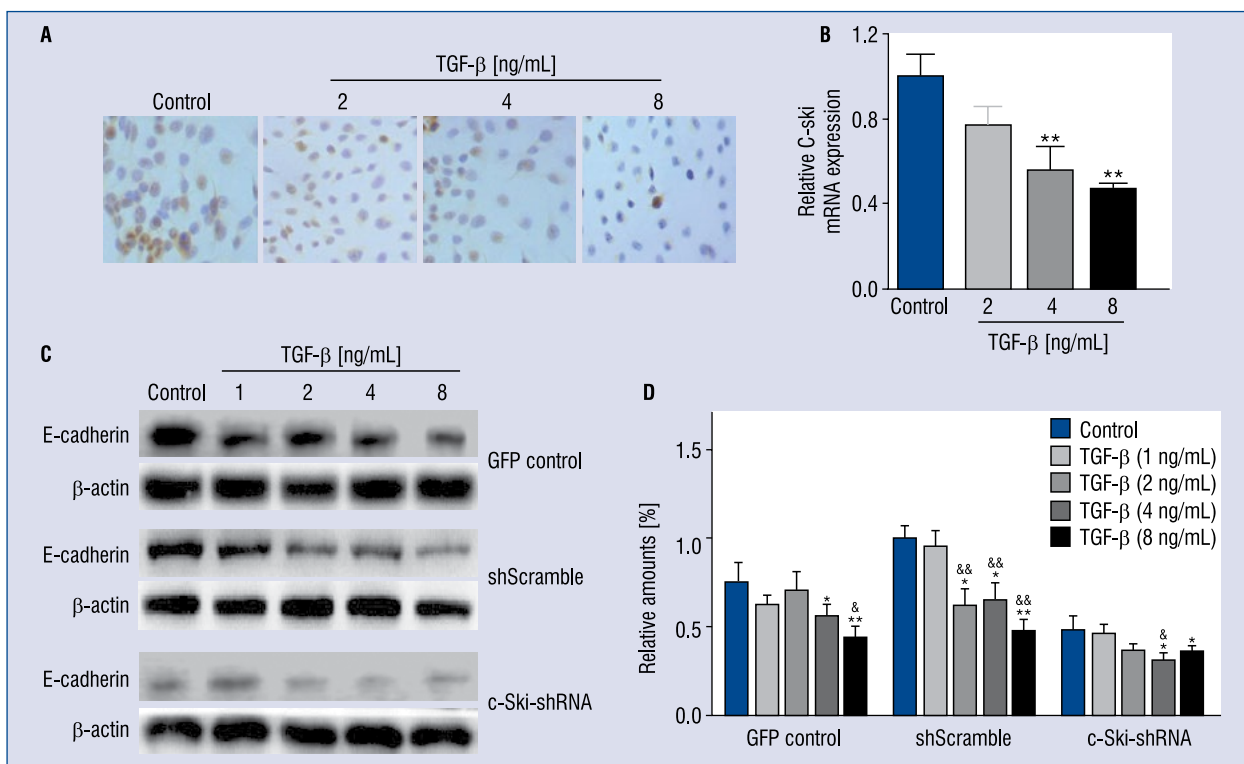 A
TGF-β [ng/mL]
Control 2 4 8
B
Relative C-ski
mRNA expression
1.2
0.8
0.4
0.0
**
**
Control 2 4 8
TGF-β [ng/mL]
C
TGF-β [ng/mL]
Control 1 2 4 8
E-cadherin
GFP control
β-actin
E-cadherin
shScramble
β-actin
E-cadherin
c-Ski-shRNA
β-actin
D
Relative amounts [%]
1.5
1.0
0.5
0.0
Control
TGF-β (1 ng/mL)
TGF-β (2 ng/mL)
TGF-β (4 ng/mL)
TGF-β (8 ng/mL)
*
&
**
&&
*
&&
*
&&
**
&
*
*
GFP control shScramble c-Ski-shRNA